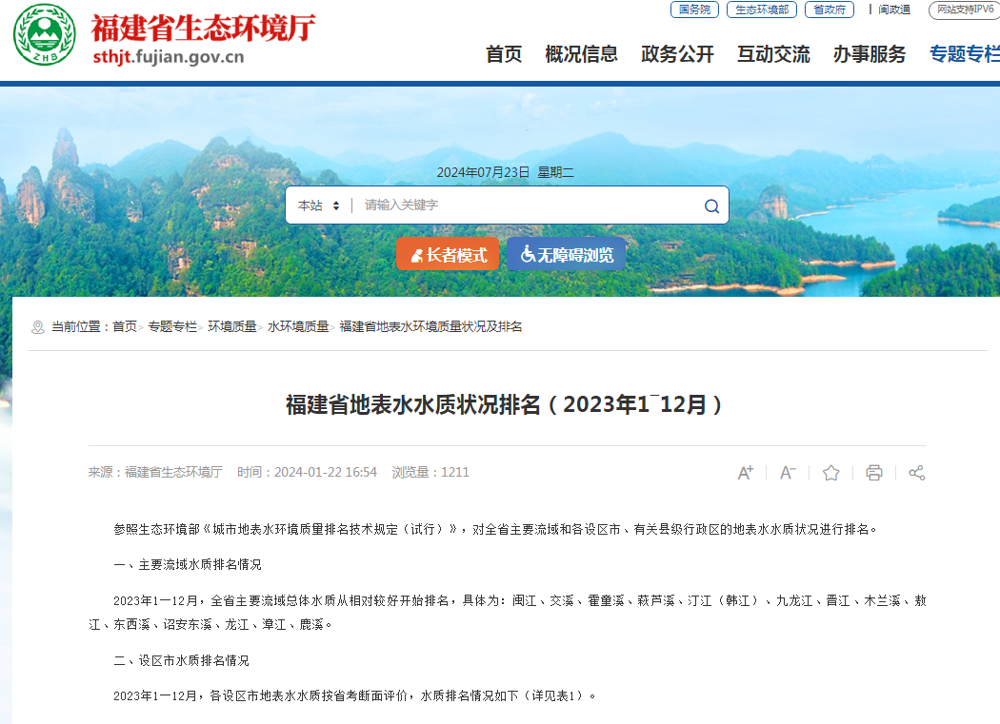 国务院 生态环境部 省政府 | 闽政通 网站支持IPV6
福建省生态环境厅
sthjt.fujian.gov.cn
ZHB
首页 概况信息 政务公开 互动交流 办事服务 专题专栏
2024年07月23日 星期二
本站 请输入关键字
长者模式 无障碍浏览
当前位置：首页> 专题专栏> 环境质量> 水环境质量> 福建省地表水环境质量状况及排名
福建省地表水水质状况排名（2023年1‾12月）
来源：福建省生态环境厅 时间：2024-01-22 16:54 浏览量：1211 A+ A−
参照生态环境部《城市地表水环境质量排名技术规定（试行）》，对全省主要流域和各设区市、有关县级行政区的地表水水质状况进行排名。
一、主要流域水质排名情况
2023年1—12月，全省主要流域总体水质从相对较好开始排名，具体为：闽江、交溪、霍童溪、萩芦溪、汀江（韩江）、九龙江、晋江、木兰溪、敖
江、东西溪、诏安东溪、龙江、漳江、鹿溪。
二、设区市水质排名情况
2023年1—12月，各设区市地表水水质按省考断面评价，水质排名情况如下（详见表1）。